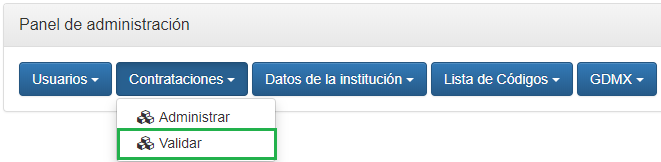 Panel de administración
Usuarios Contrataciones Datos de la institución Lista de Códigos GDMX
Administrar
Validar